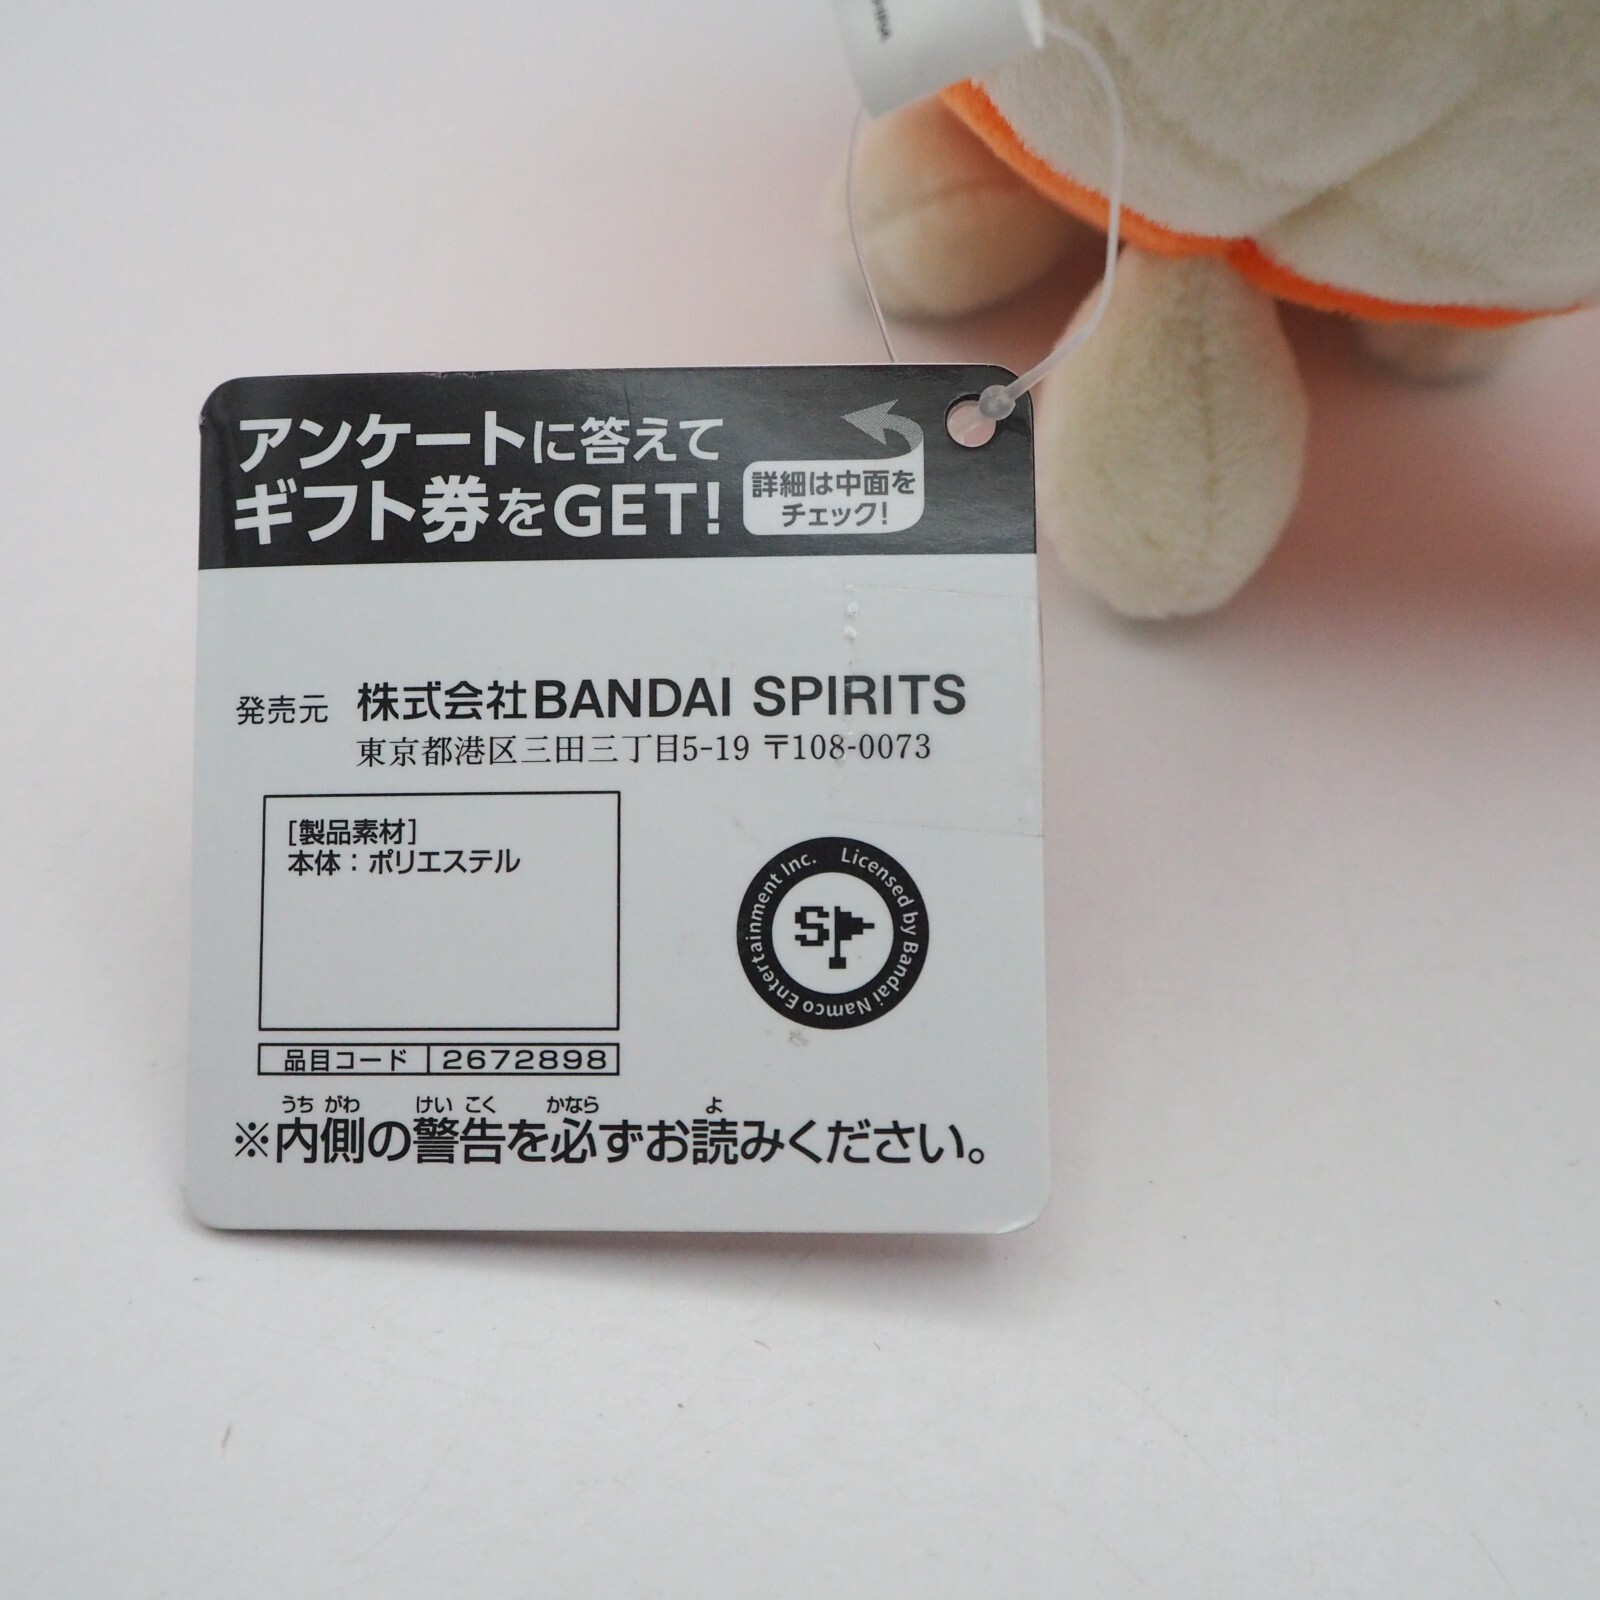 アンケートに答えて
ギフト券をGET!
詳細は中面を
チェック!
発売元 株式会社BANDAI SPIRITS
東京都港区三田三丁目5-19 〒108-0073
[製品素材]
本体：ポリエステル
Licensed by Bandai Namco Entertainment Inc.
SP
品目コード 2672898
うち がわ けい こく かなら よ
※内側の警告を必ずお読みください。